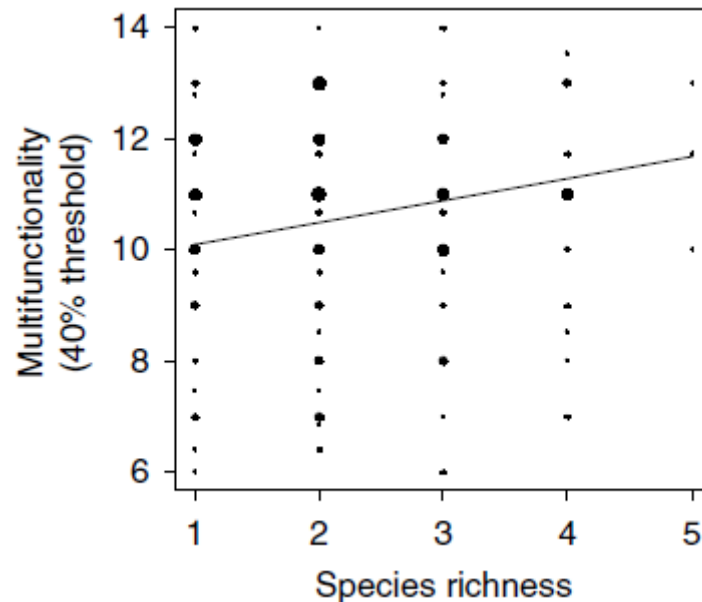 14
12
10
8
6
Multifunctionality
(40% threshold)
1 2 3 4 5
Species richness